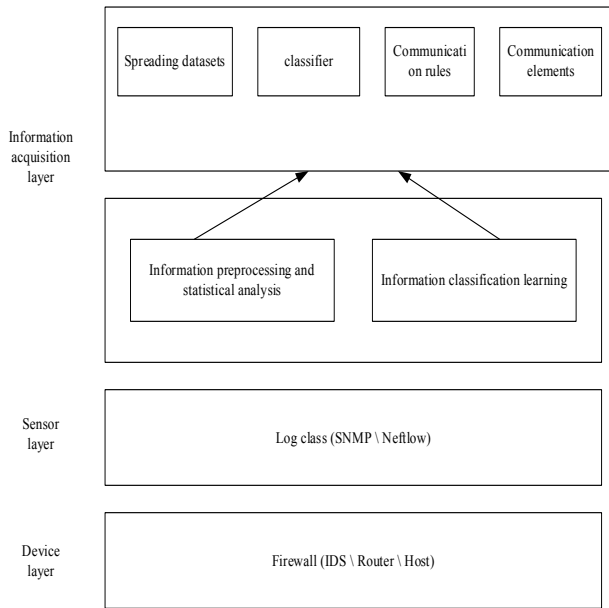 Spreading datasets
classifier
Communicati
on rules
Communication
elements
Information
acquisition
layer
Information preprocessing and
statistical analysis
Information classification learning
Sensor
layer
Log class (SNMP \ Neftlow)
Device
layer
Firewall (IDS \ Router \ Host)